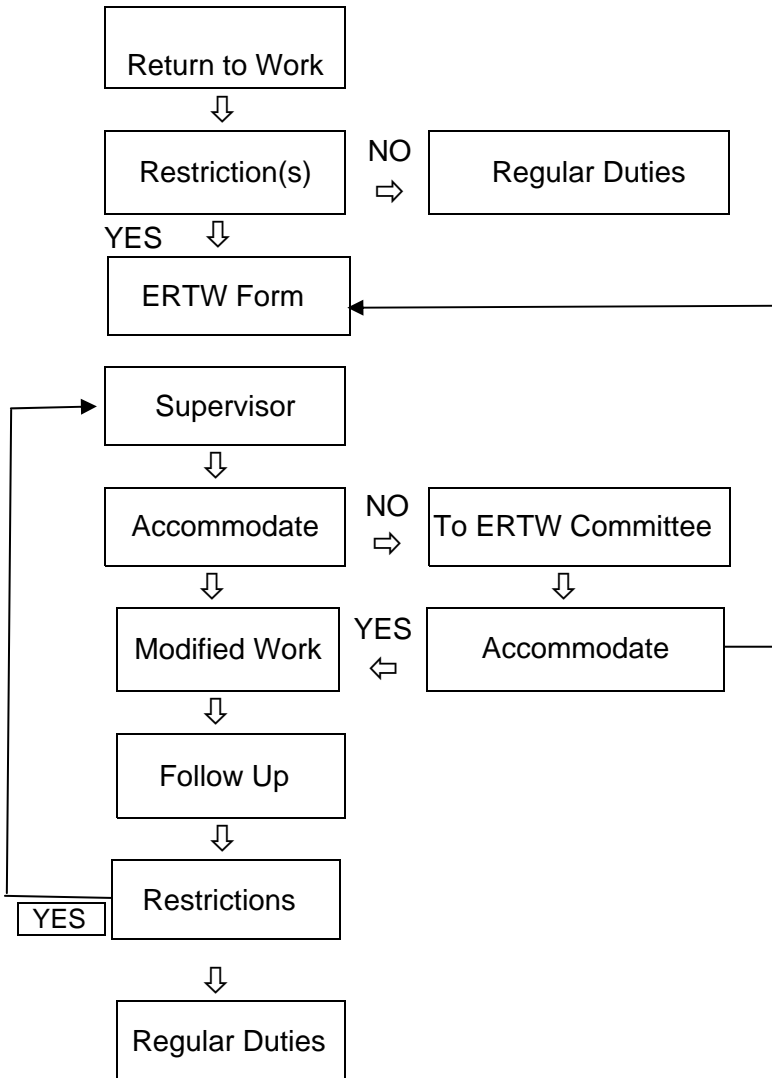 Return to Work
Restriction(s)
NO
Regular Duties
YES
ERTW Form
Supervisor
Accommodate
NO
To ERTW Committee
Modified Work
YES
Accommodate
Follow Up
Restrictions
YES
Regular Duties